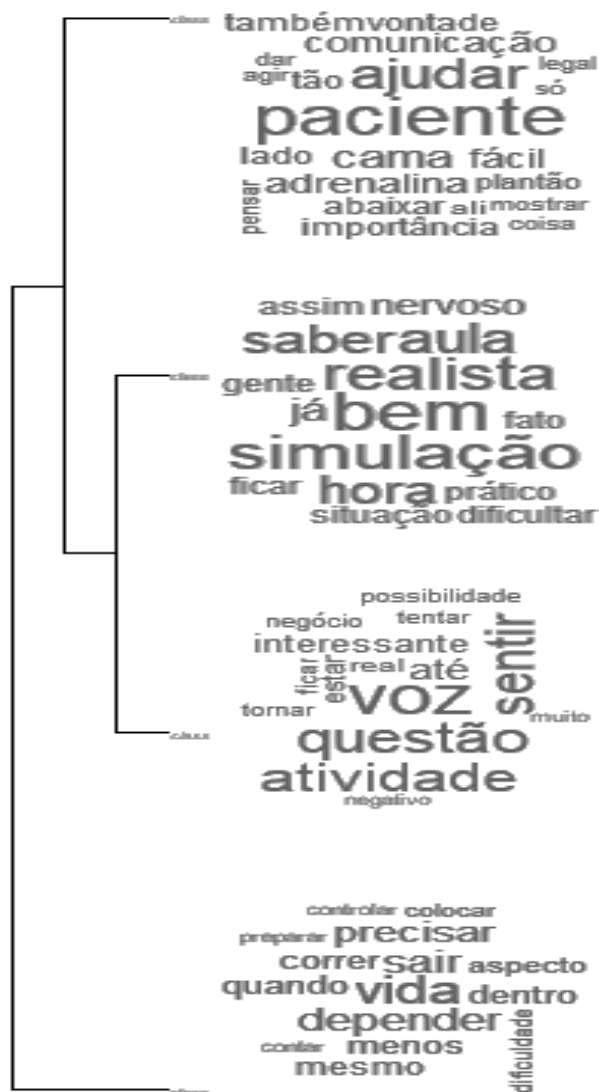 também vontade
comunicação
dar legal
agir tão ajudar só
paciente
lado cama fácil
adrenalina plantão
pensar abaixar ali mostrar
importância coisa
assim nervoso
saber aula
gente realista
já bem fato
simulação
ficar hora prático
situação dificultar
possibilidade
negócio tentar
interessante sentir
ficar estar real até
tornar voz muito
questão
atividade
negativo
controlar colocar
preparar precisar
correr sair aspecto
quando vida dentro
depender
contar menos dificuldade
mesmo